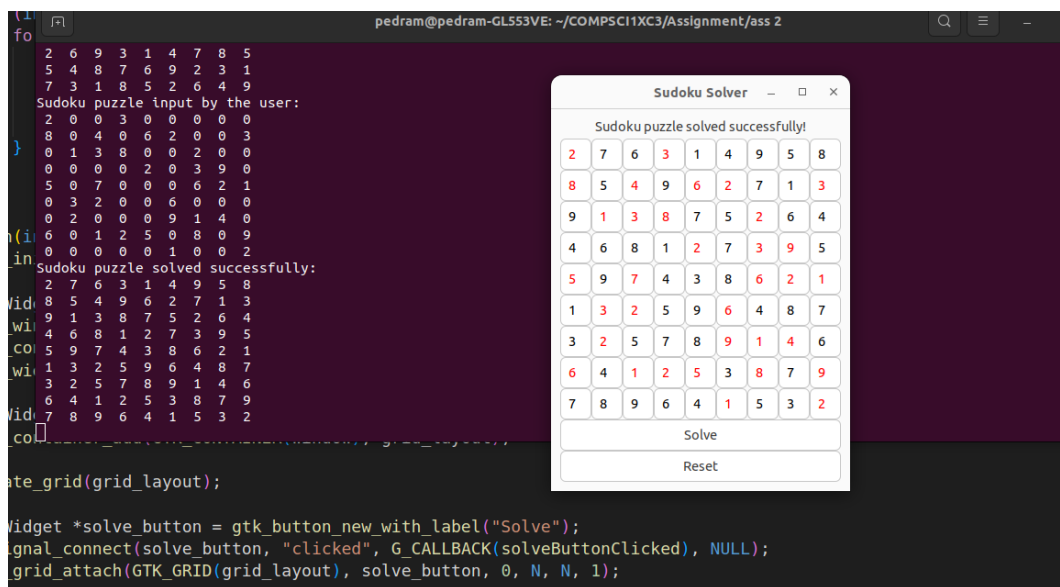 (i
fo
pedram@pedram-GL553VE: ~/COMPSCI1XC3/Assignment/ass 2
2 6 9 3 1 4 7 8 5
5 4 8 7 6 9 2 3 1
7 3 1 8 5 2 6 4 9
Sudoku puzzle input by the user:
2 0 0 3 0 0 0 0 0
8 0 4 0 6 2 0 0 3
0 1 3 8 0 0 2 0 0
0 0 0 0 2 0 3 9 0
5 0 7 0 0 0 6 2 1
0 3 2 0 0 6 0 0 0
0 2 0 0 0 9 1 4 0
6 0 1 2 5 0 8 0 9
0 0 0 0 0 1 0 0 2
Sudoku puzzle solved successfully:
2 7 6 3 1 4 9 5 8
8 5 4 9 6 2 7 1 3
9 1 3 8 7 5 2 6 4
4 6 8 1 2 7 3 9 5
5 9 7 4 3 8 6 2 1
1 3 2 5 9 6 4 8 7
3 2 5 7 8 9 1 4 6
6 4 1 2 5 3 8 7 9
7 8 9 6 4 1 5 3 2
}
n(i
_in
Wid
_wi
_co
_wi
Wid
Sudoku Solver
Sudoku puzzle solved successfully!
2 7 6 3 1 4 9 5 8
8 5 4 9 6 2 7 1 3
9 1 3 8 7 5 2 6 4
4 6 8 1 2 7 3 9 5
5 9 7 4 3 8 6 2 1
1 3 2 5 9 6 4 8 7
3 2 5 7 8 9 1 4 6
6 4 1 2 5 3 8 7 9
7 8 9 6 4 1 5 3 2
Solve
Reset
_container_add(GTK_CONTAINER(window), grid_layout);
ate_grid(grid_layout);
Widget *solve_button = gtk_button_new_with_label("Solve");
ignal_connect(solve_button, "clicked", G_CALLBACK(solveButtonClicked), NULL);
_grid_attach(GTK_GRID(grid_layout), solve_button, 0, N, N, 1);